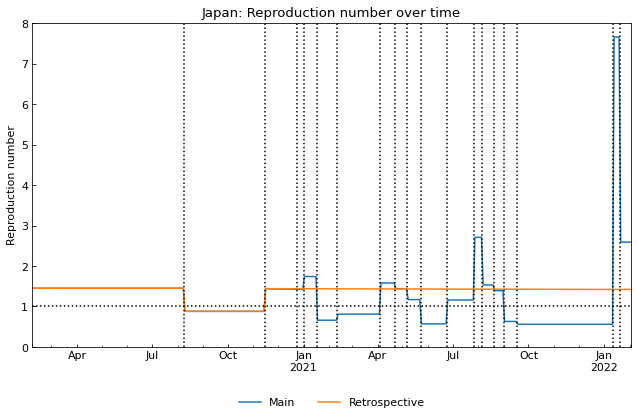 Japan: Reproduction number over time
Reproduction number
8
7
6
5
4
3
2
1
0
Apr
Jul
Oct
Jan
2021
Apr
Jul
Oct
Jan
2022
Main
Retrospective